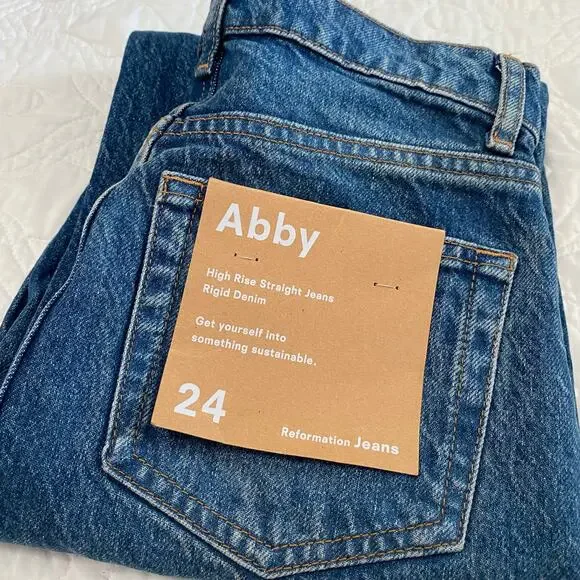 Abby
High Rise Straight Jeans
Rigid Denim
Get yourself into
something sustainable.
24
Reformation Jeans